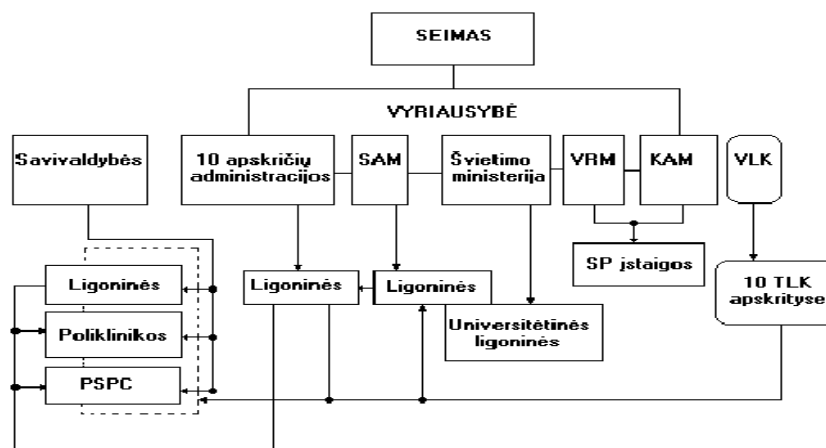 SEIMAS
VYRIAUSYBĖ
Savivaldybės
10 apskričių
administracijos
SAM
Švietimo
ministerija
VRM
KAM
VLK
SP įstaigos
10 TLK
apskrityse
Ligoninės
Poliklinikos
PSPC
Ligoninės
Ligoninės
Universitėtinės
ligoninės